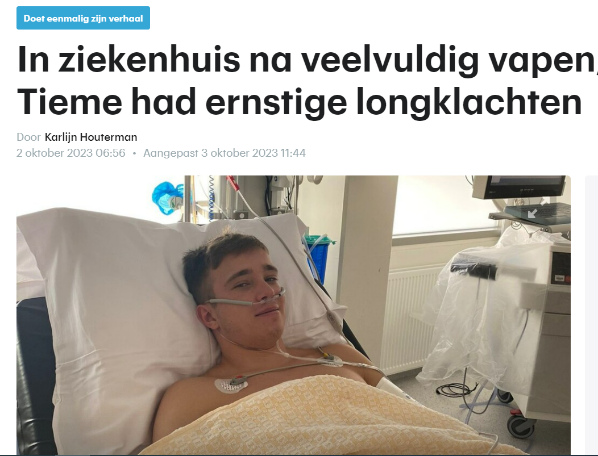 Doet eenmalig zijn verhaal
In ziekenhuis na veelvuldig vapen,
Tieme had ernstige longklachten
Door Karlijn Houterman
2 oktober 2023 06:56 • Aangepast 3 oktober 2023 11:44